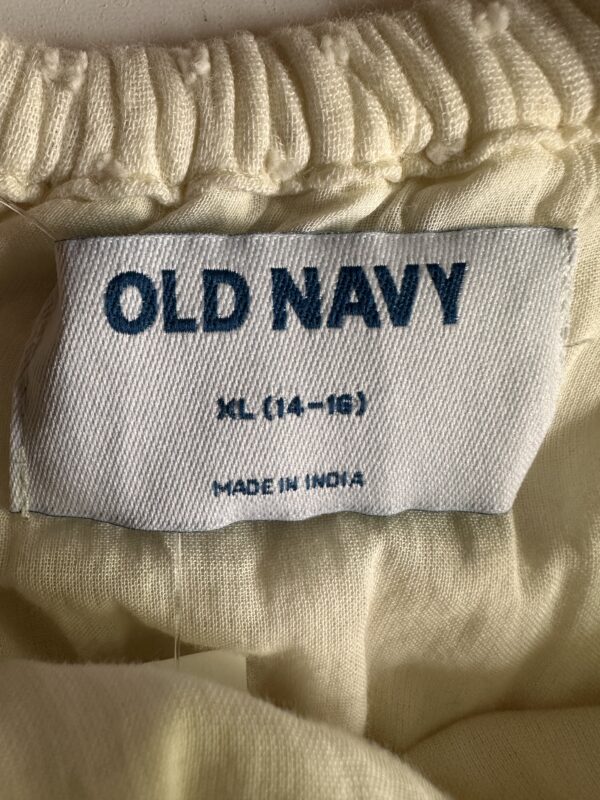 OLD NAVY
XL (14-16)
MADE IN INDIA